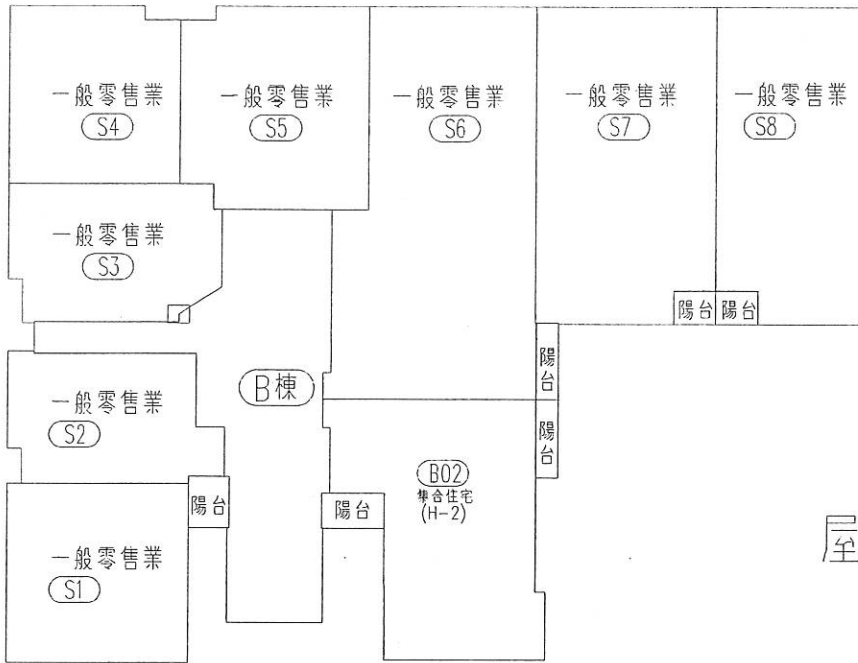 一般零售業
S4
一般零售業
S5
一般零售業
S6
一般零售業
S7
一般零售業
S8
一般零售業
S3
陽台
陽台
陽台
B棟
一般零售業
S2
陽台
B02
集合住宅
(H-2)
陽台
陽台
一般零售業
S1